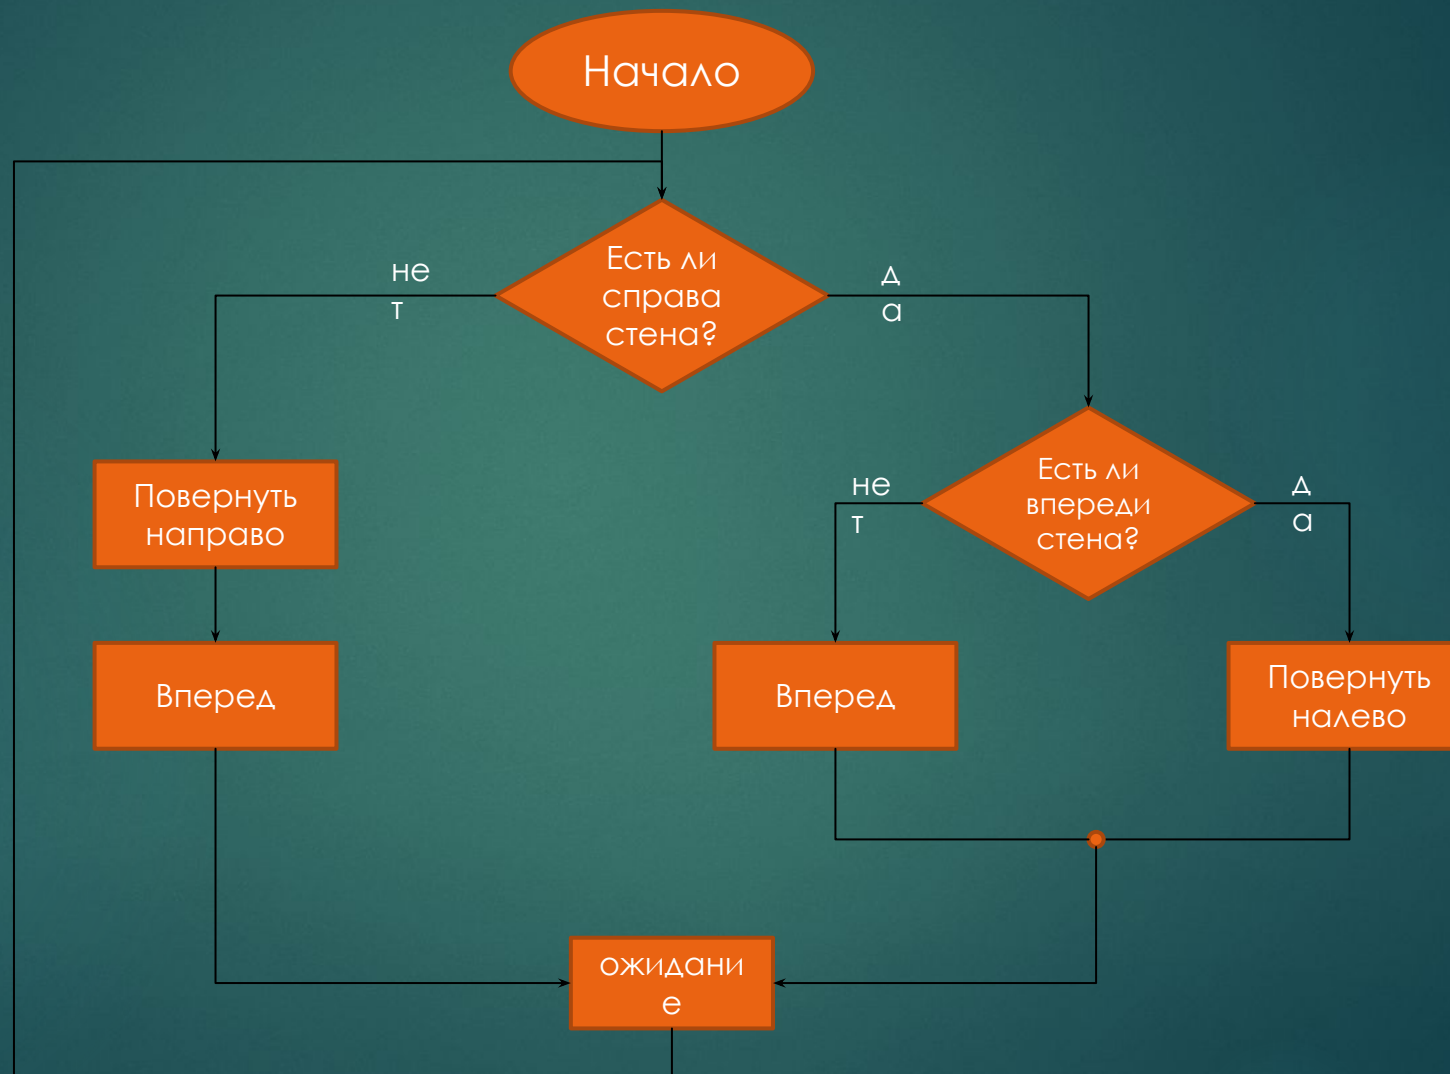 Начало
Есть ли
справа
стена?
не
т
д
а
Есть ли
впереди
стена?
не
т
д
а
Повернуть
направо
Вперед
Вперед
Повернуть
налево
ожидани
е